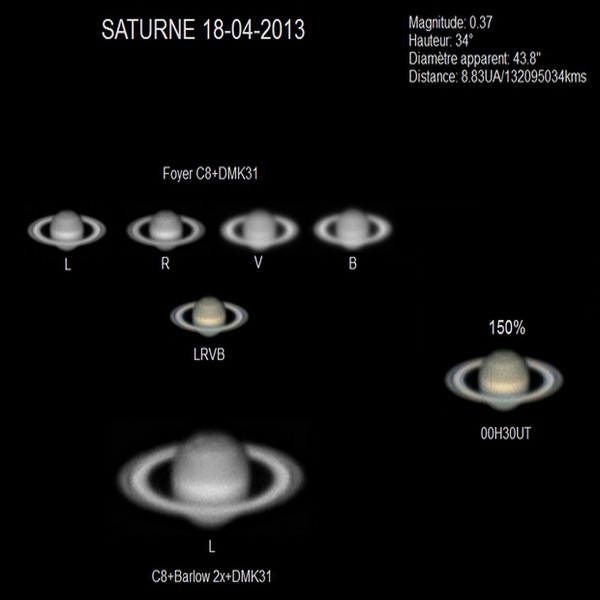 SATURNE 18-04-2013
Magnitude: 0.37
Hauteur: 34°
Diamètre apparent: 43.8"
Distance: 8.83UA/132095034kms
Foyer C8+DMK31
L R V B
LRVB
150%
00H30UT
L
C8+Barlow 2x+DMK31